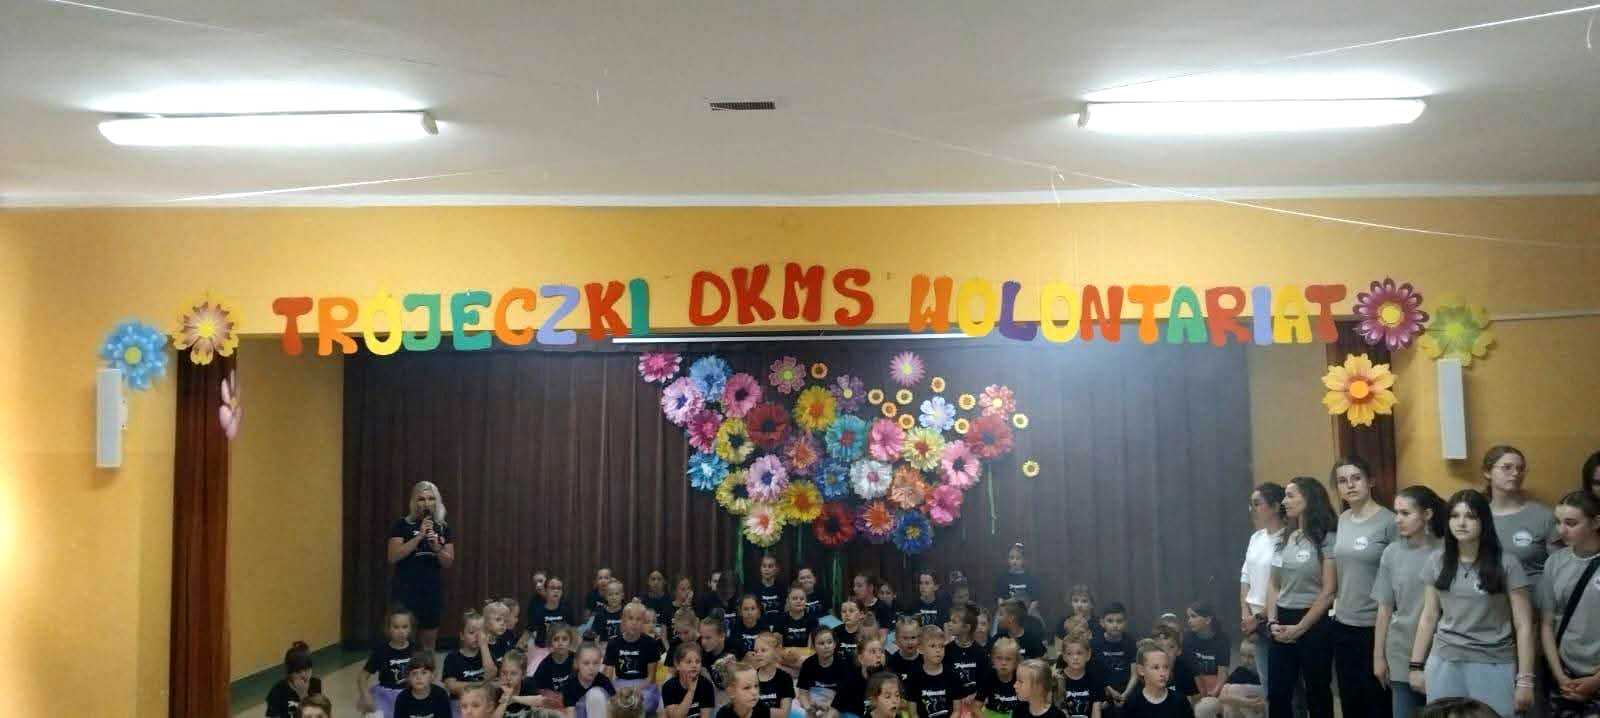 TRÓJECZKI DKMS WOLONTARIAT